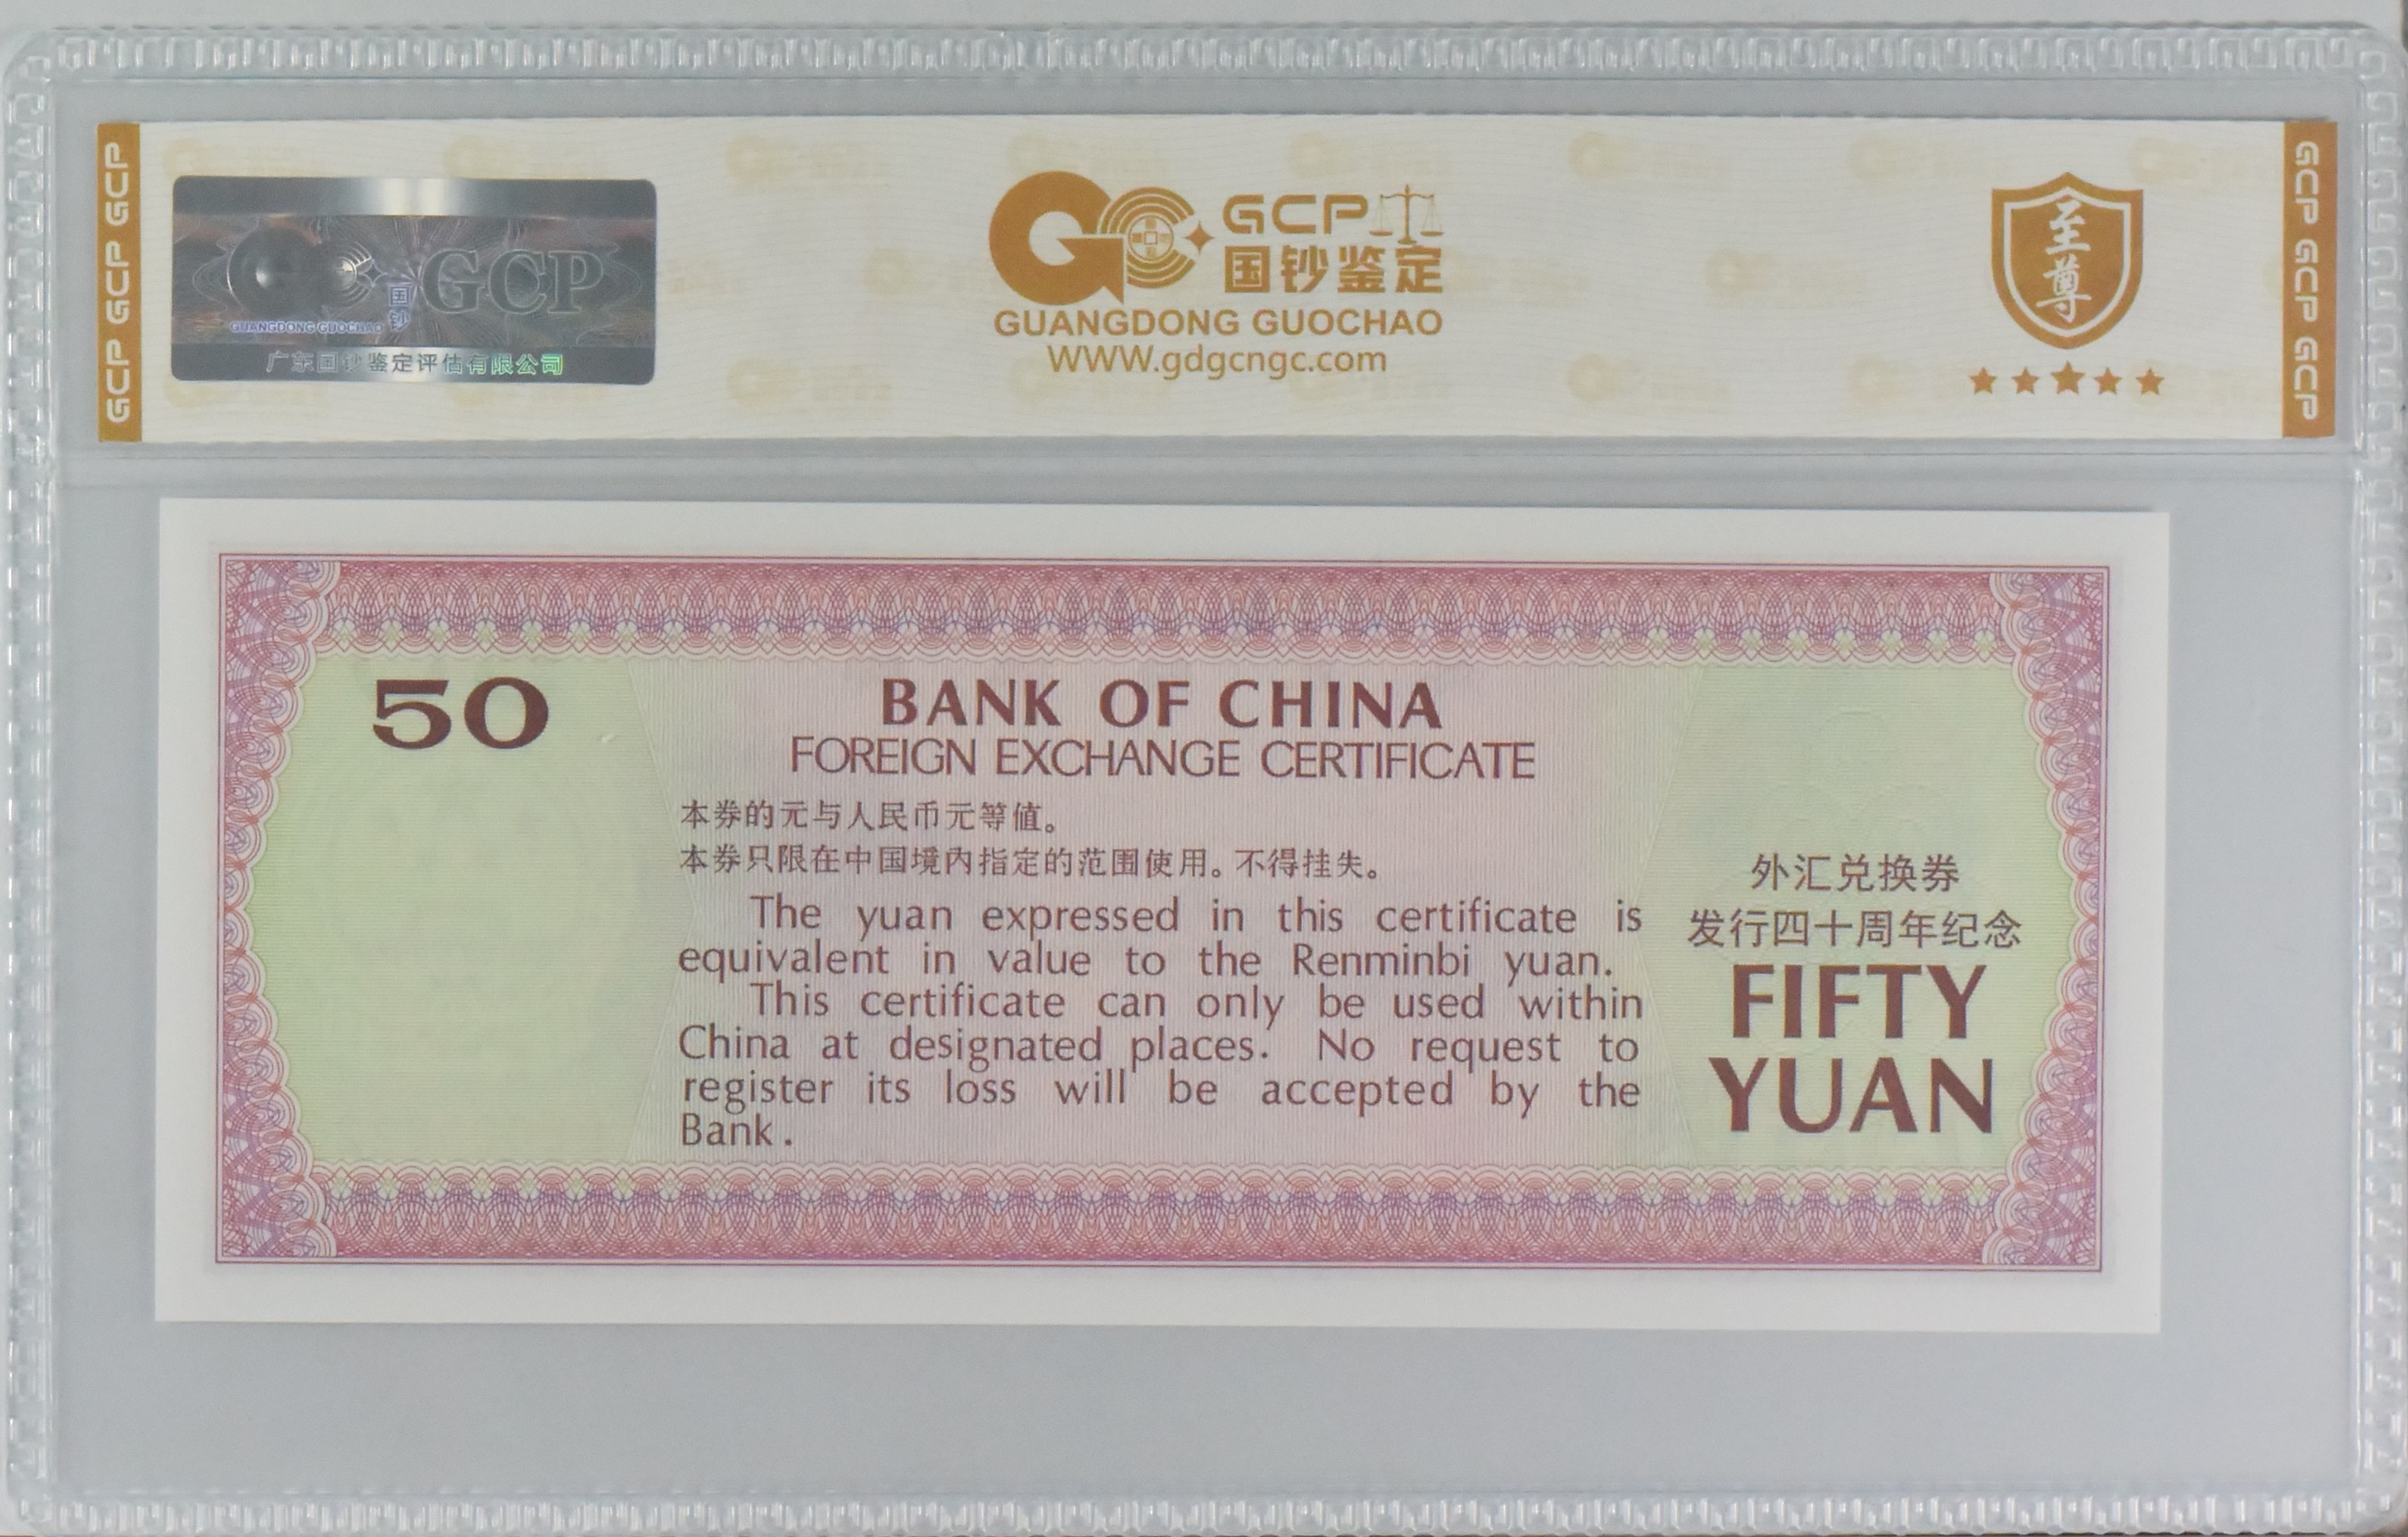 GCP GCP GCP
GCP
国钞
GUANGDONG GUOCHAO
广东国钞鉴定评估有限公司
GCP
国钞鉴定
GUANGDONG GUOCHAO
WWW.gdgcngc.com
至尊
GCP GCP GCP
50
BANK OF CHINA
FOREIGN EXCHANGE CERTIFICATE
本券的元与人民币元等值。
本券只限在中国境内指定的范围使用。不得挂失。
The yuan expressed in this certificate is
equivalent in value to the Renminbi yuan.
This certificate can only be used within
China at designated places. No request to
register its loss will be accepted by the
Bank.
外汇兑换券
发行四十周年纪念
FIFTY
YUAN